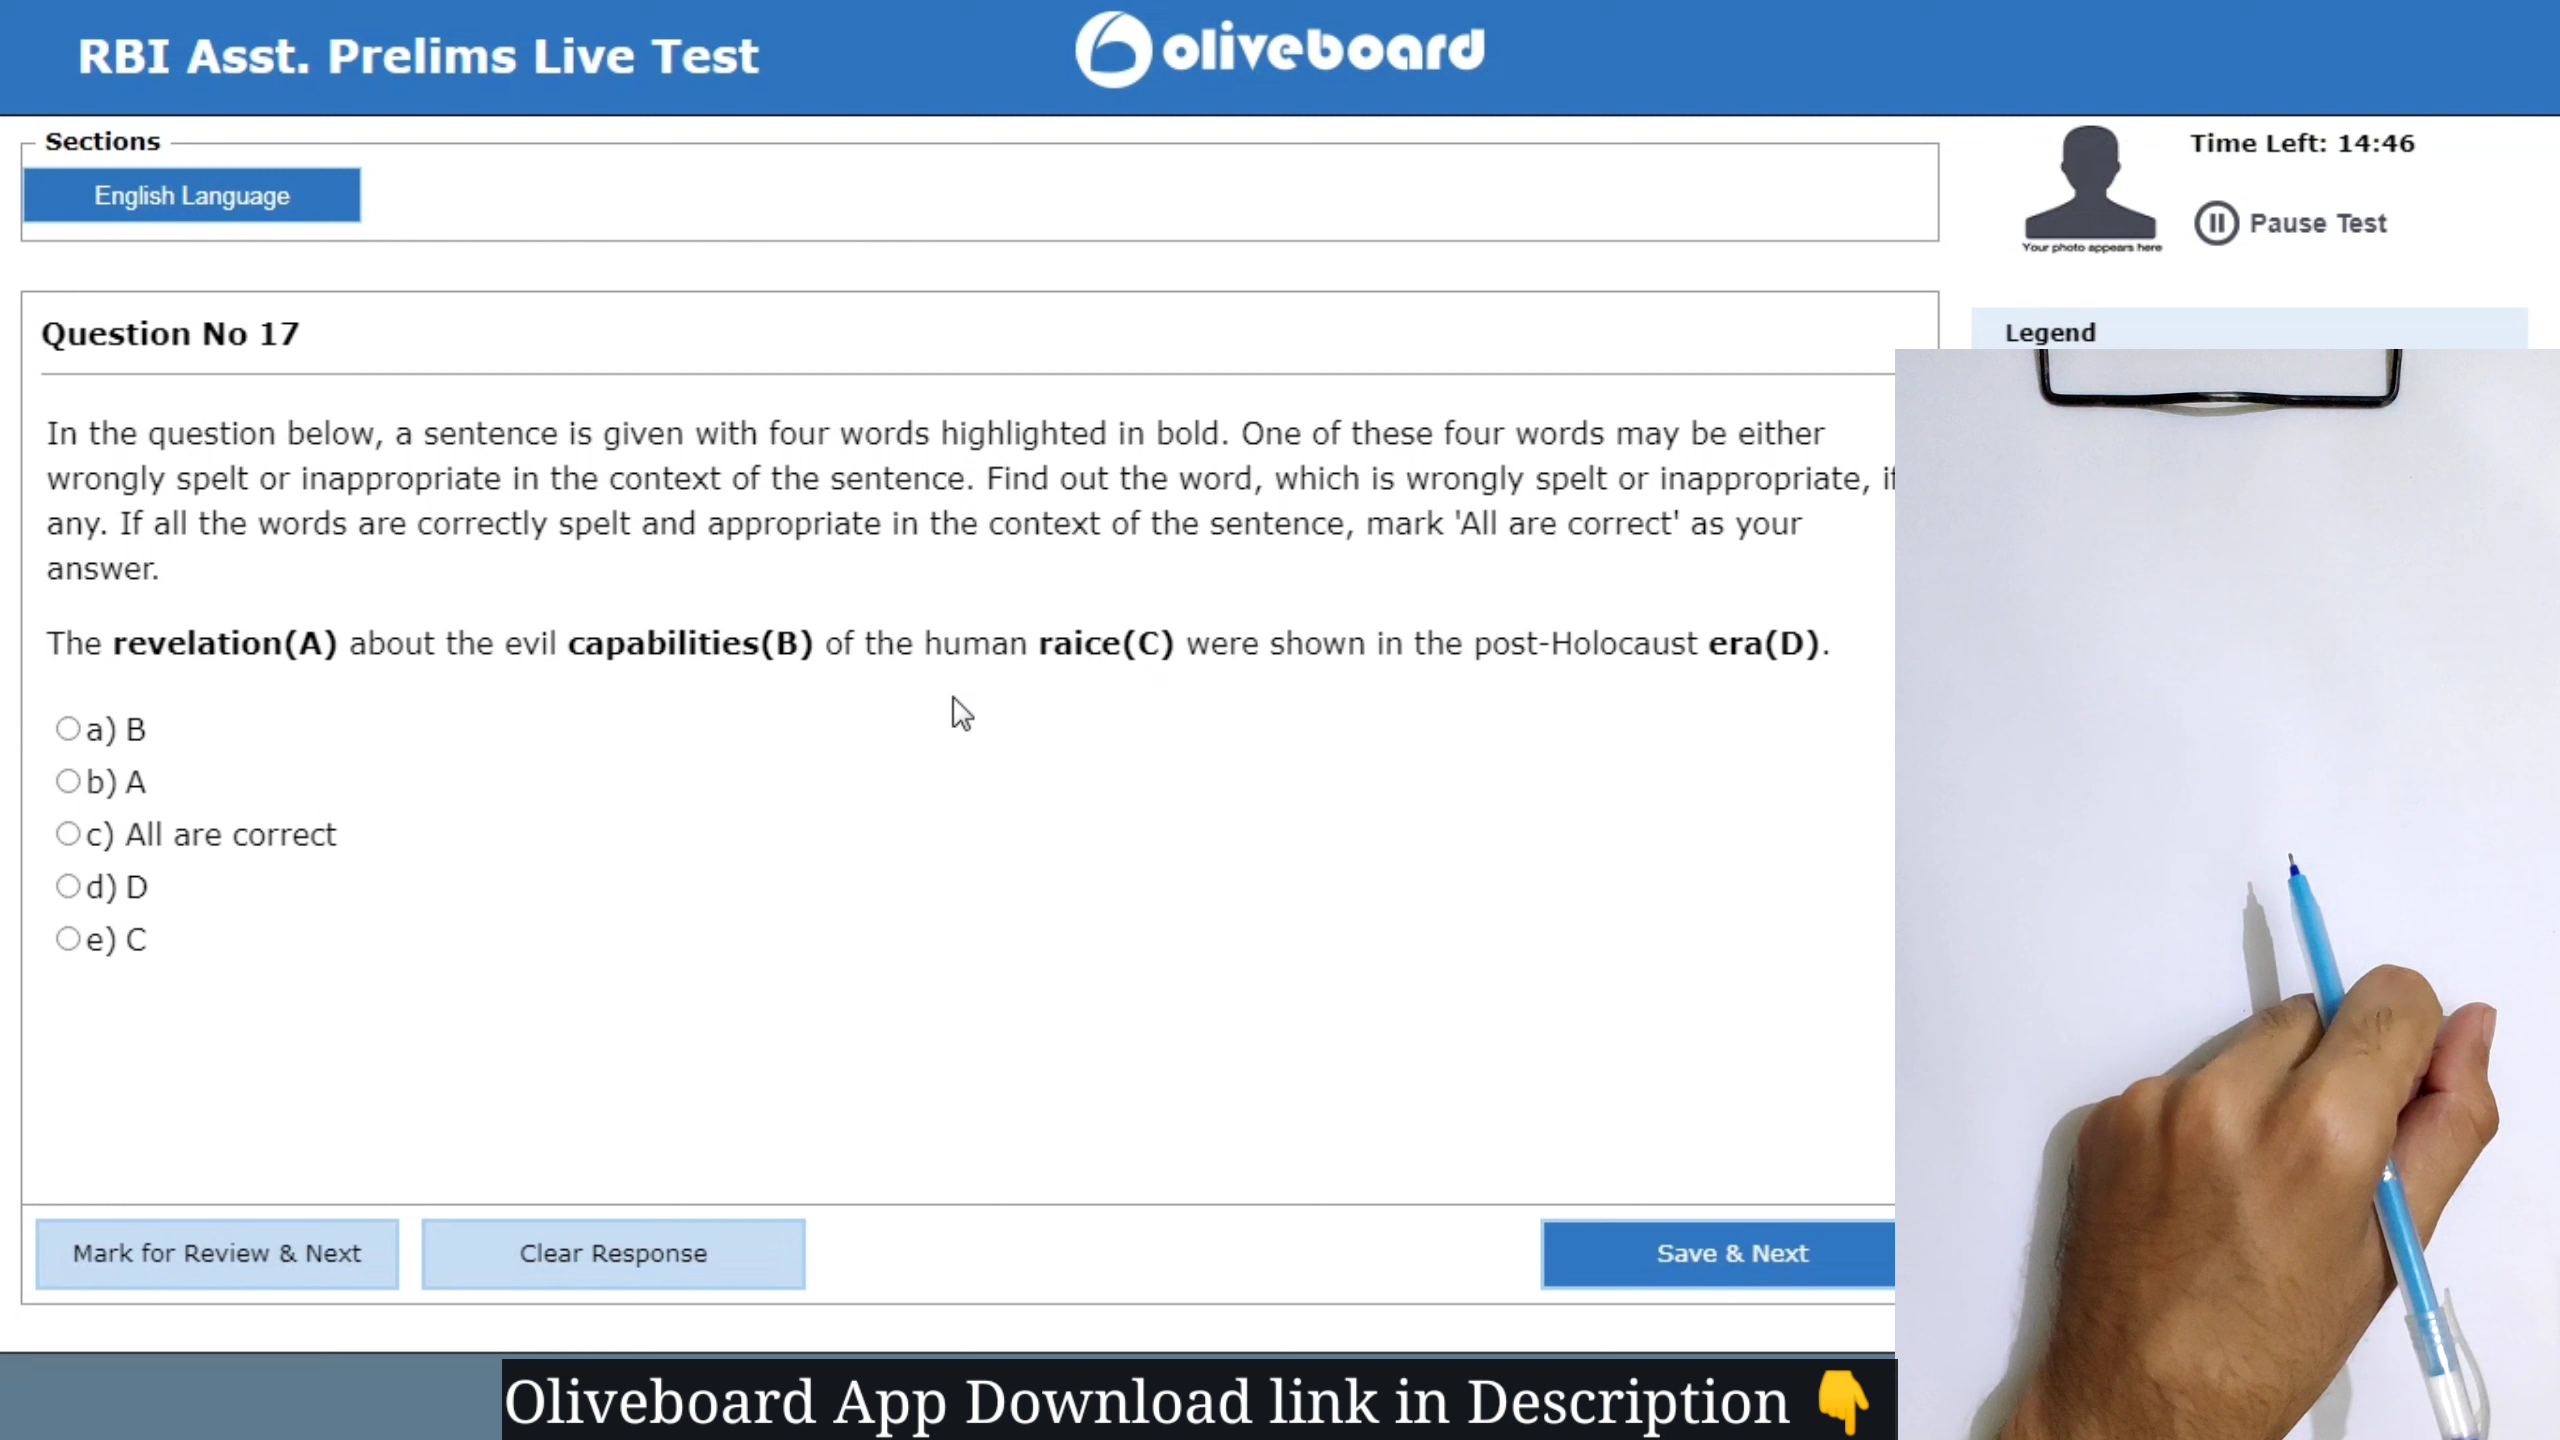 RBI Asst. Prelims Live Test
oliveboard
Sections
English Language
Time Left: 14:46
Pause Test
Your photo appears here
Question No 17
Legend
In the question below, a sentence is given with four words highlighted in bold. One of these four words may be either
wrongly spelt or inappropriate in the context of the sentence. Find out the word, which is wrongly spelt or inappropriate, if
any. If all the words are correctly spelt and appropriate in the context of the sentence, mark 'All are correct' as your
answer.
The revelation(A) about the evil capabilities(B) of the human raice(C) were shown in the post-Holocaust era(D).
a) B
b) A
c) All are correct
d) D
e) C
Mark for Review & Next
Clear Response
Save & Next
Oliveboard App Download link in Description 👇